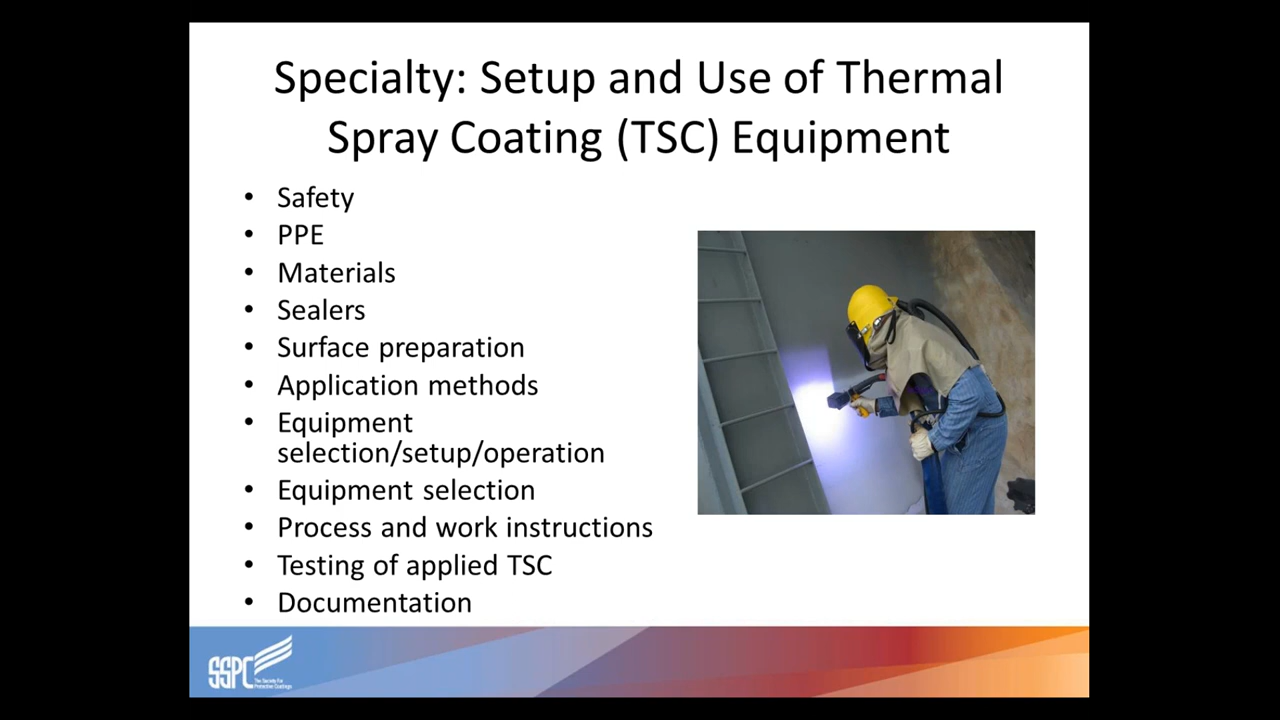 Specialty: Setup and Use of Thermal
Spray Coating (TSC) Equipment
• Safety
• PPE
• Materials
• Sealers
• Surface preparation
• Application methods
• Equipment
selection/setup/operation
• Equipment selection
• Process and work instructions
• Testing of applied TSC
• Documentation
SSPC
The Society for
Protective Coatings